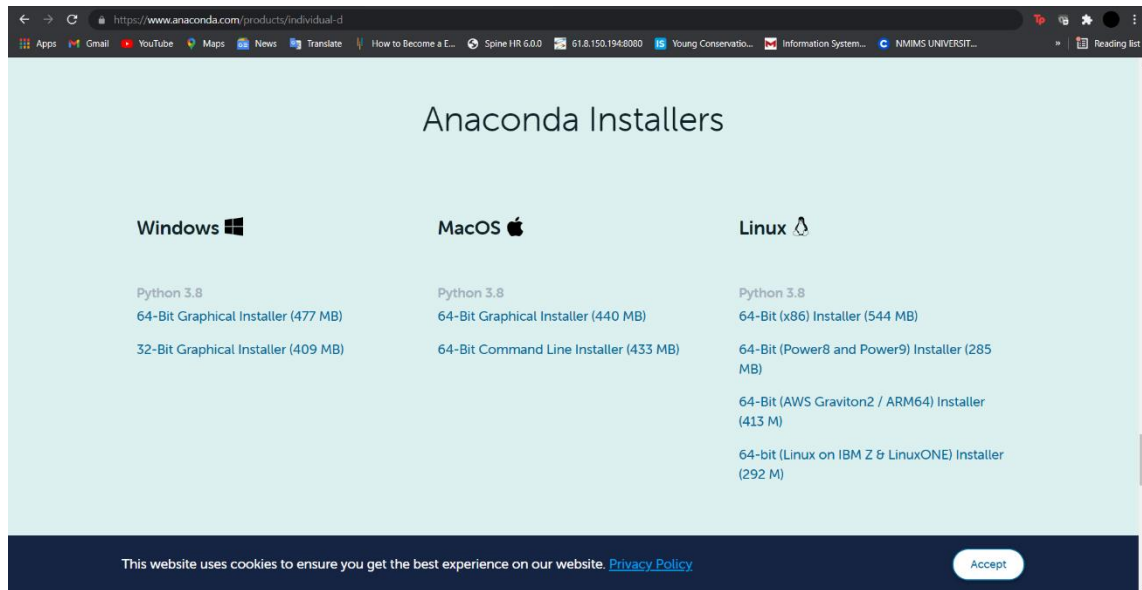 https://www.anaconda.com/products/individual-d
Apps Gmail YouTube Maps News Translate How to Become a E... Spine HR 6.0.0 61.8.150.194:8080 Young Conservatio... Information System... NMIMS UNIVERSIT... » Reading list
Anaconda Installers
Windows
Python 3.8
64-Bit Graphical Installer (477 MB)
32-Bit Graphical Installer (409 MB)
MacOS
Python 3.8
64-Bit Graphical Installer (440 MB)
64-Bit Command Line Installer (433 MB)
Linux
Python 3.8
64-Bit (x86) Installer (544 MB)
64-Bit (Power8 and Power9) Installer (285
MB)
64-Bit (AWS Graviton2 / ARM64) Installer
(413 M)
64-bit (Linux on IBM Z & LinuxONE) Installer
(292 M)
This website uses cookies to ensure you get the best experience on our website. Privacy Policy
Accept